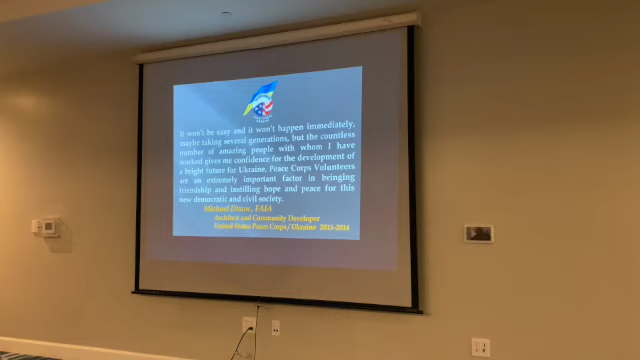 It won't be easy and it won't happen immediately,
maybe taking several generations, but the countless
number of amazing people with whom I have
worked gives me confidence for the development of
a bright future for Ukraine. Peace Corps Volunteers
are an extremely important factor in bringing
friendship and instilling hope and peace for this
new democratic and civil society.
Michael Dixon, FAIA
Architect and Community Developer
United States Peace Corps/Ukraine 2011-2014